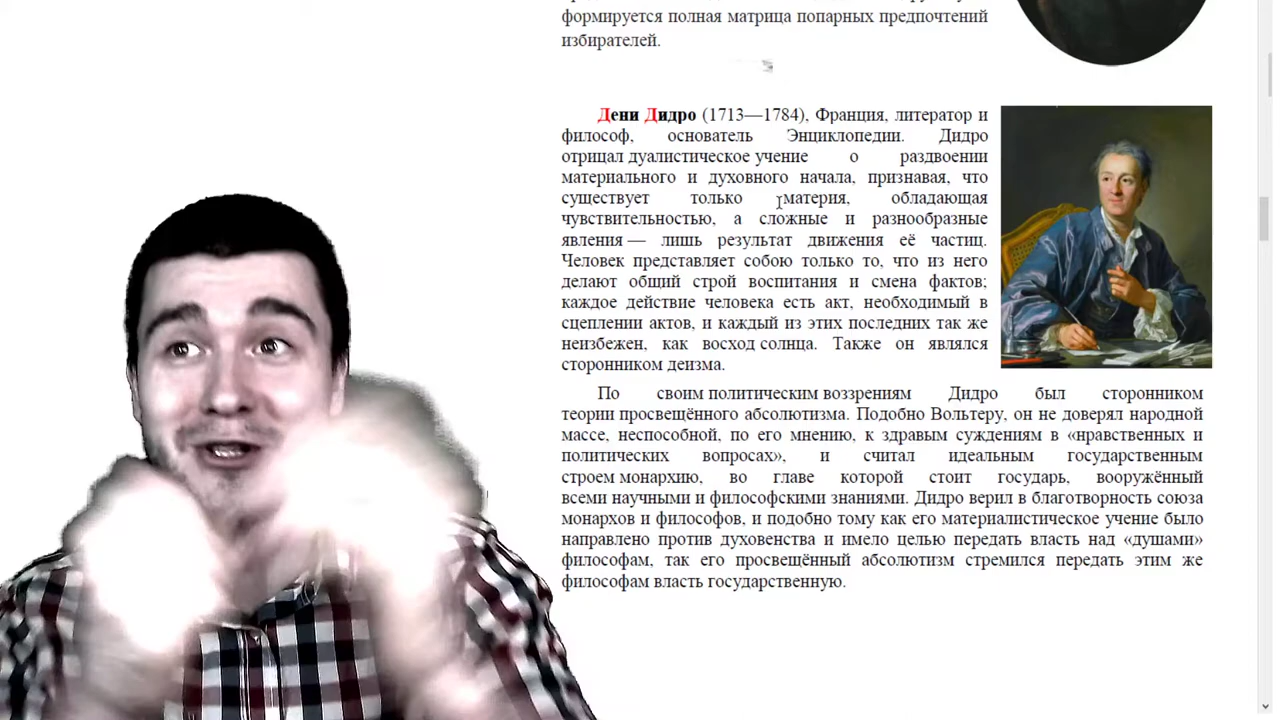 формируется полная матрица попарных предпочтений
избирателей.
Дени Дидро (1713—1784), Франция, литератор и
философ, основатель Энциклопедии. Дидро
отрицал дуалистическое учение о раздвоении
материального и духовного начала, признавая, что
существует только материя, обладающая
чувствительностью, а сложные и разнообразные
явления — лишь результат движения её частиц.
Человек представляет собою только то, что из него
делают общий строй воспитания и смена фактов;
каждое действие человека есть акт, необходимый в
сцеплении актов, и каждый из этих последних так же
неизбежен, как восход солнца. Также он являлся
сторонником деизма.
По своим политическим воззрениям Дидро был сторонником
теории просвещённого абсолютизма. Подобно Вольтеру, он не доверял народной
массе, неспособной, по его мнению, к здравым суждениям в «нравственных и
политических вопросах», и считал идеальным государственным
строем монархию, во главе которой стоит государь, вооружённый
всеми научными и философскими знаниями. Дидро верил в благотворность союза
монархов и философов, и подобно тому как его материалистическое учение было
направлено против духовенства и имело целью передать власть над «душами»
философам, так его просвещённый абсолютизм стремился передать этим же
философам власть государственную.